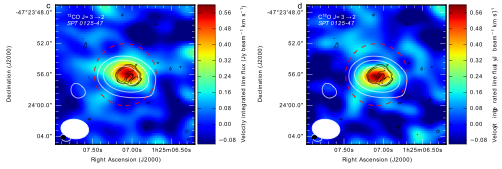 C
¹³CO J= 3 →2
SPT 0125-47
-47°23'48.0"
52.0"
56.0"
24'00.0"
04.0"
Declination (J2000)
07.50s
07.00s
1h25m06.50s
Right Ascension (J2000)
0.56
0.48
0.40
0.32
0.24
0.16
0.08
0.00
−0.08
Velocity integrated line flux (Jy beam⁻¹ km s⁻¹)
C
C¹⁸O J= 3 →2
SPT 0125-47
-47°23'48.0"
52.0"
56.0"
24'00.0"
04.0"
Declination (J2000)
07.50s
07.00s
1h25m06.50s
Right Ascension (J2000)
0.56
0.48
0.40
0.32
0.24
0.16
0.08
0.00
−0.08
beam⁻¹ km s⁻¹)